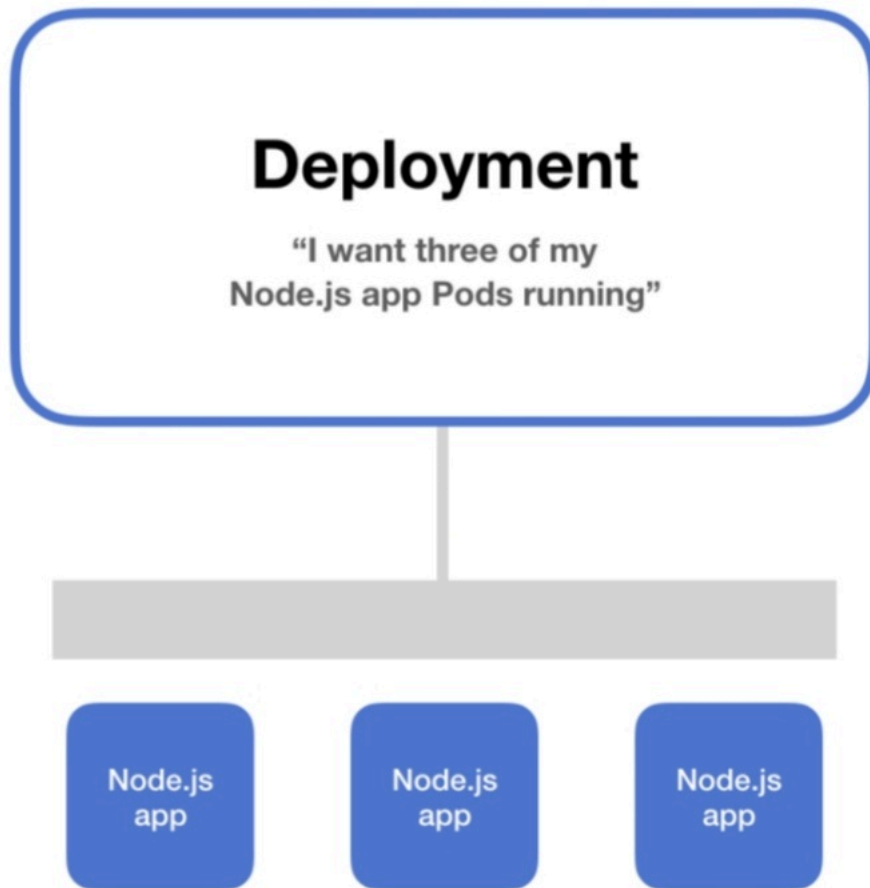 Deployment
“I want three of my
Node.js app Pods running”
Node.js
app
Node.js
app
Node.js
app